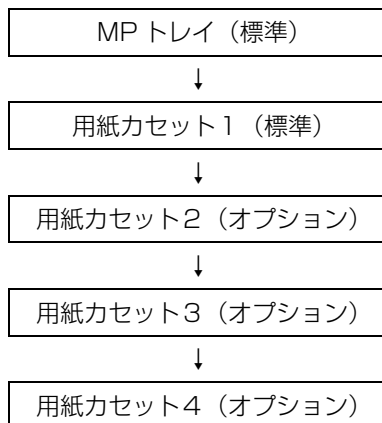 MP トレイ（標準）
↓
用紙カセット1（標準）
↓
用紙カセット2（オプション）
↓
用紙カセット3（オプション）
↓
用紙カセット4（オプション）